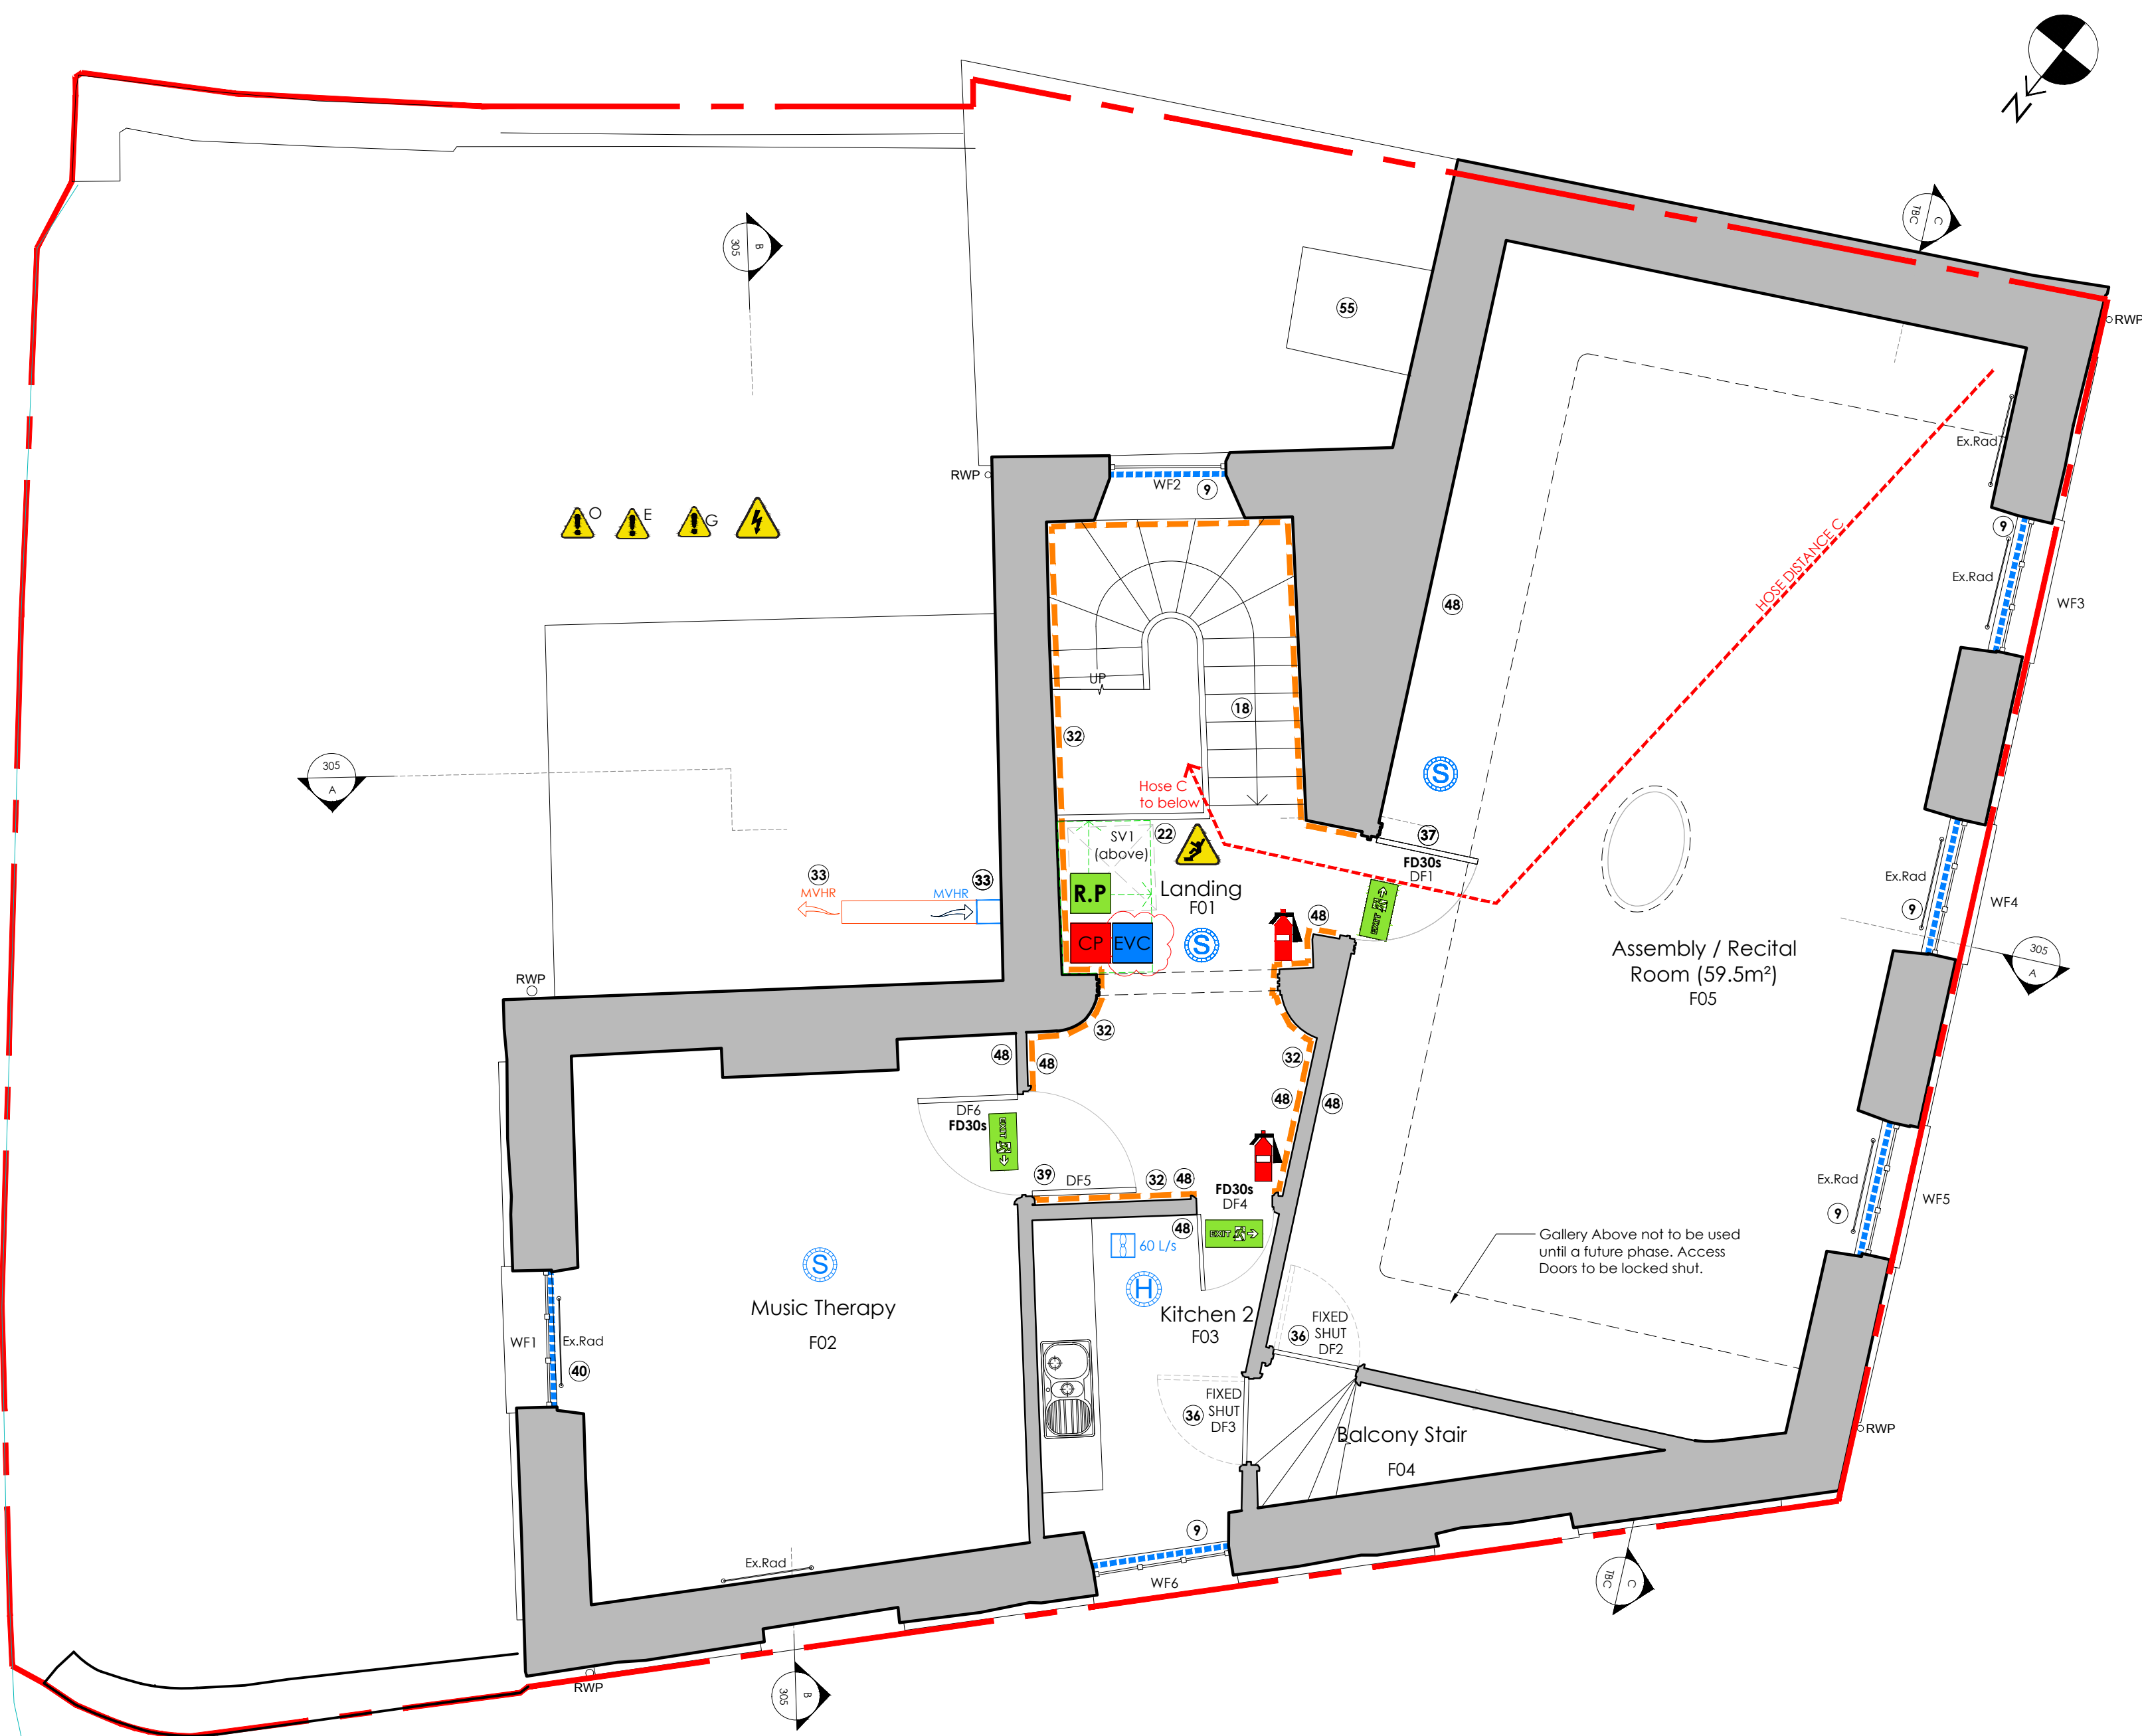 N
C
TBC
B
305
55
RWP
RWP
WF2
9
Ex.Rad
O
E
G
9
Ex.Rad
HOSE DISTANCE C
48
WF3
UP
18
32
305
A
Hose C
to below
S
SV1
(above)
22
37
FD30s
DF1
33
MVHR
33
MVHR
R.P
Landing
F01
EXIT
Ex.Rad
9
WF4
48
CP
EVC
S
Assembly / Recital
Room (59.5m²)
F05
305
A
RWP
32
48
48
32
48
48
DF6
FD30s
EXIT
39
DF5
32
48
FD30s
DF4
Ex.Rad
9
WF5
48
EXIT
60 L/s
Gallery Above not to be used
until a future phase. Access
Doors to be locked shut.
S
H
Music Therapy
F02
Kitchen 2
F03
FIXED
36
SHUT
DF2
WF1
Ex.Rad
40
FIXED
36
SHUT
DF3
Balcony Stair
F04
RWP
9
Ex.Rad
WF6
C
TBC
RWP
B
305